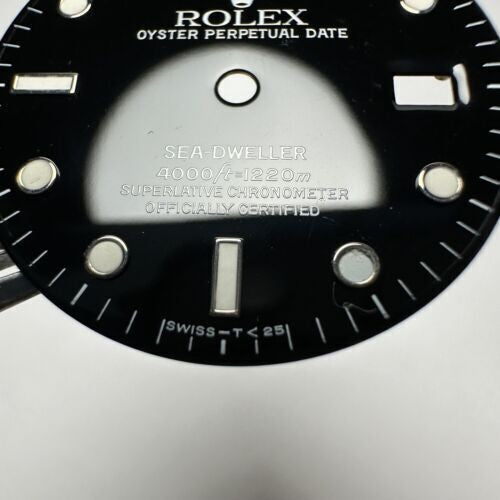 ROLEX
OYSTER PERPETUAL DATE
SEA-DWELLER
4000ft=1220m
SUPERLATIVE CHRONOMETER
OFFICIALLY CERTIFIED
SWISS-T<25